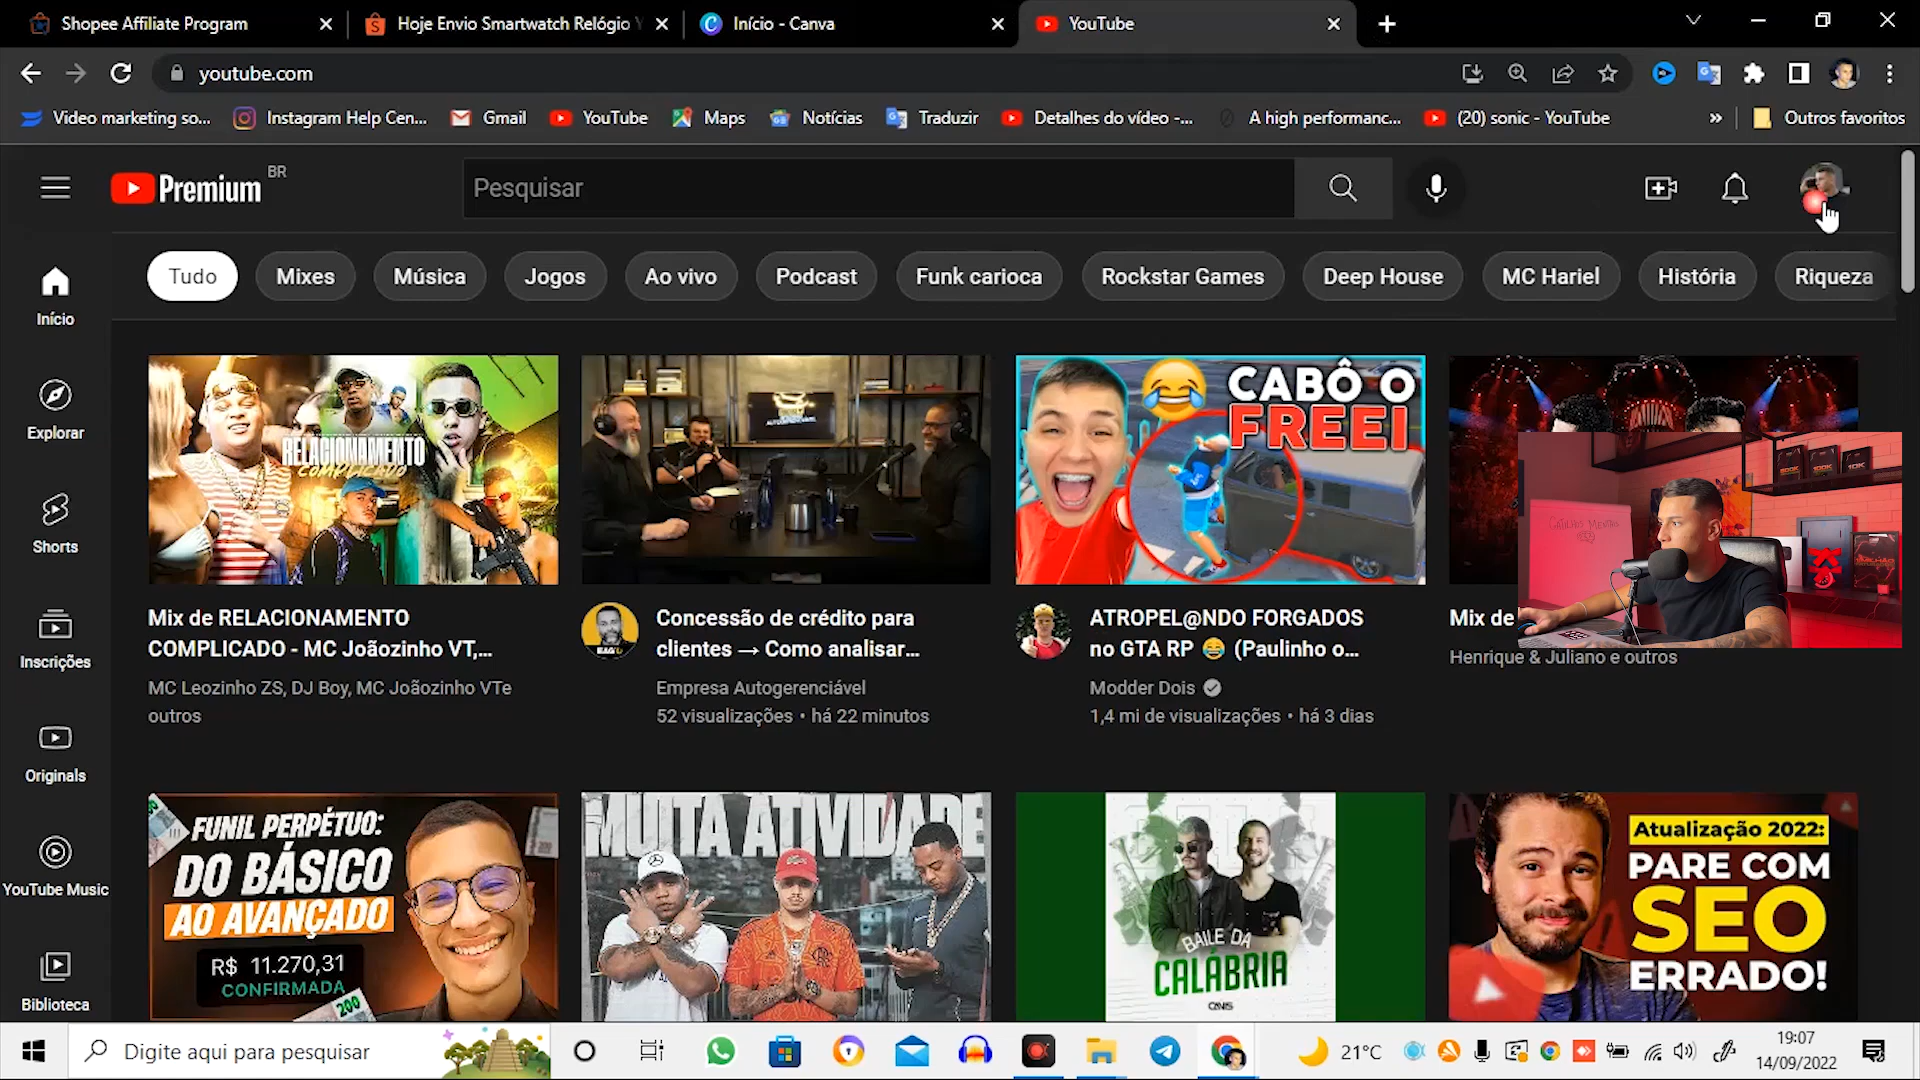 Shopee Affiliate Program
Hoje Envio Smartwatch Relógio
Início - Canva
YouTube
youtube.com
Video marketing so...
Instagram Help Cen...
Gmail
YouTube
Maps
Notícias
Traduzir
Detalhes do vídeo -...
A high performanc...
(20) sonic - YouTube
»
Outros favoritos
Premium BR
Pesquisar
Tudo
Mixes
Música
Jogos
Ao vivo
Podcast
Funk carioca
Rockstar Games
Deep House
MC Hariel
História
Riqueza
Início
Explorar
Shorts
Inscrições
Originals
YouTube Music
Biblioteca
RELACIONAMENTO
COMPLICADO
CABÔ O
FREEI
500K
100K
10K
Mix de RELACIONAMENTO
COMPLICADO - MC Joãozinho VT,...
MC Leozinho ZS, DJ Boy, MC Joãozinho VTe
outros
Concessão de crédito para
clientes → Como analisar...
Empresa Autogerenciável
52 visualizações • há 22 minutos
ATROPEL@NDO FORGADOS
no GTA RP 😂 (Paulinho o...
Modder Dois
1,4 mi de visualizações • há 3 dias
Mix de
Henrique & Juliano e outros
FUNIL PERPÉTUO:
DO BÁSICO
AO AVANÇADO
R$ 11.270,31
CONFIRMADA
200
MUITA ATIVIDADE
BAILE DA
CALÁBRIA
Atualização 2022:
PARE COM
SEO
ERRADO!
Digite aqui para pesquisar
21°C
19:07
14/09/2022